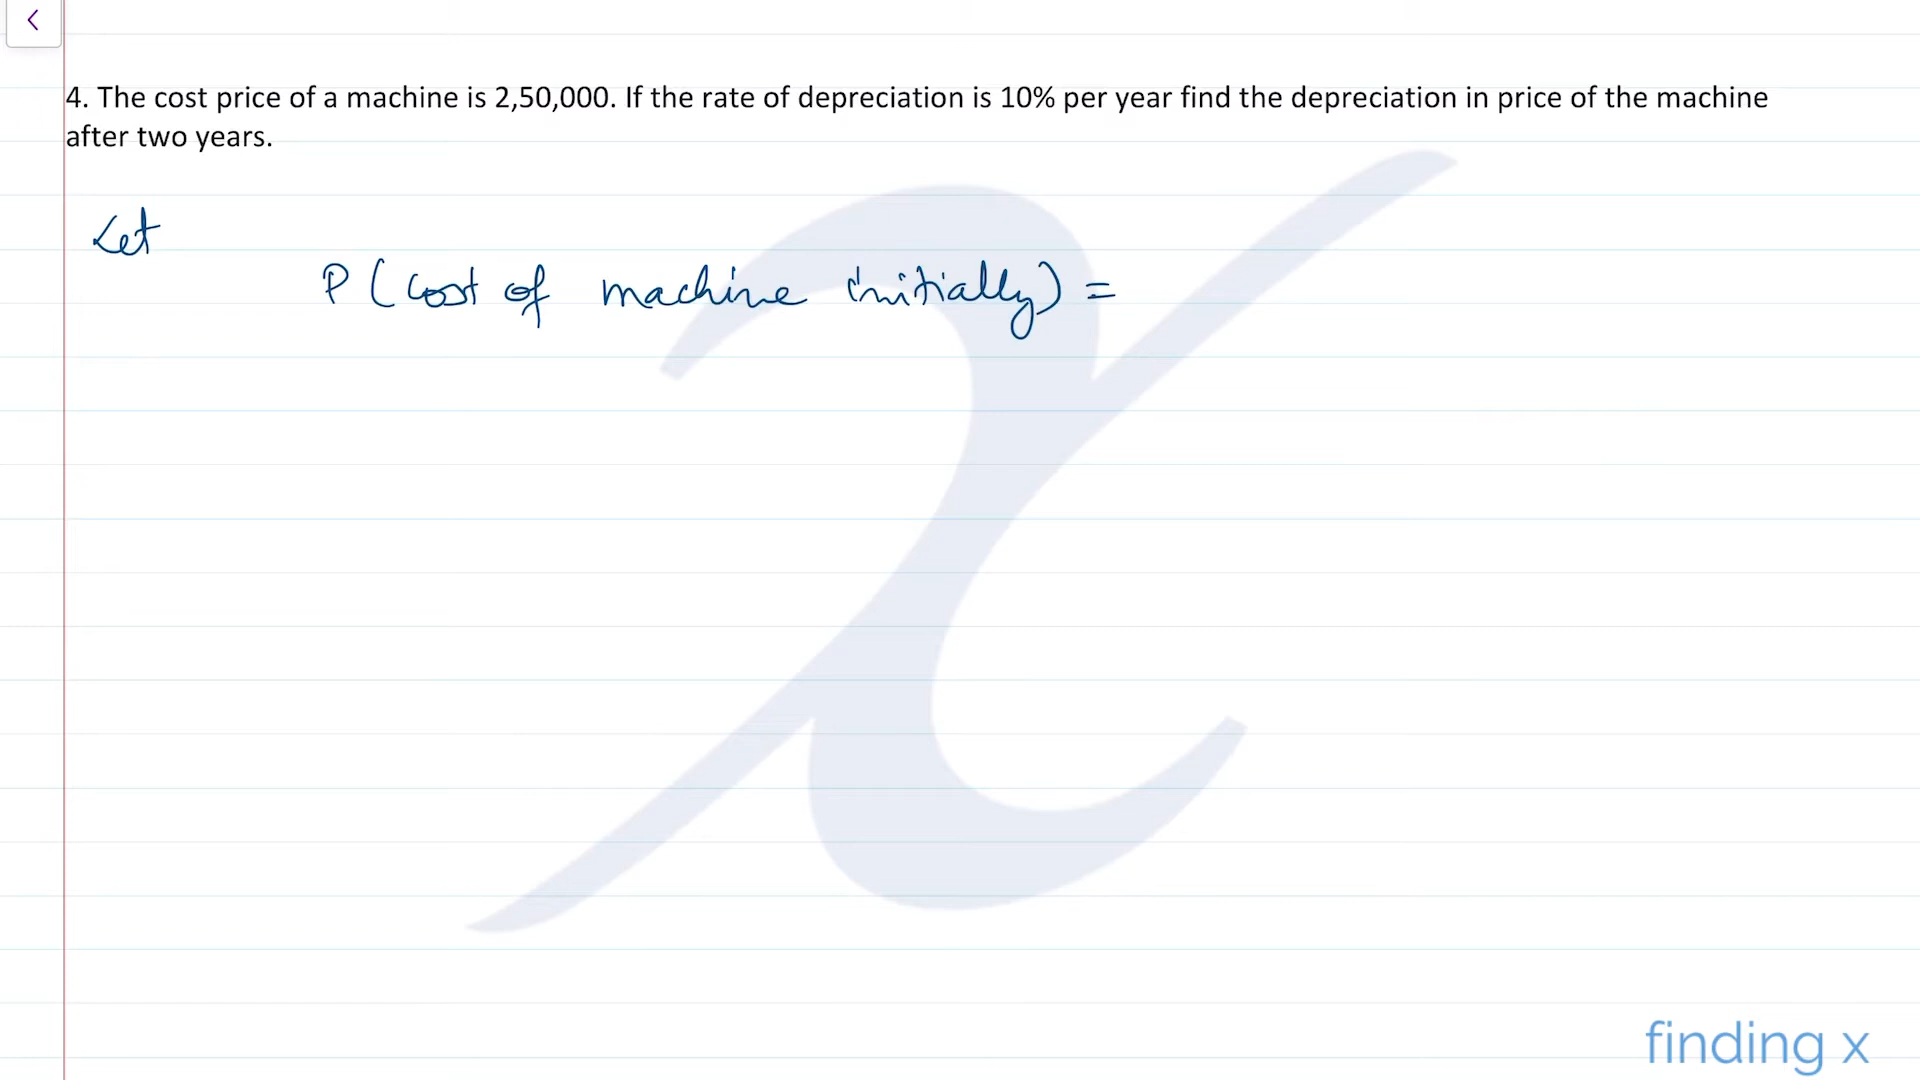 4. The cost price of a machine is 2,50,000. If the rate of depreciation is 10% per year find the depreciation in price of the machine
after two years.
Let
P (cost of machine initially) =
finding x